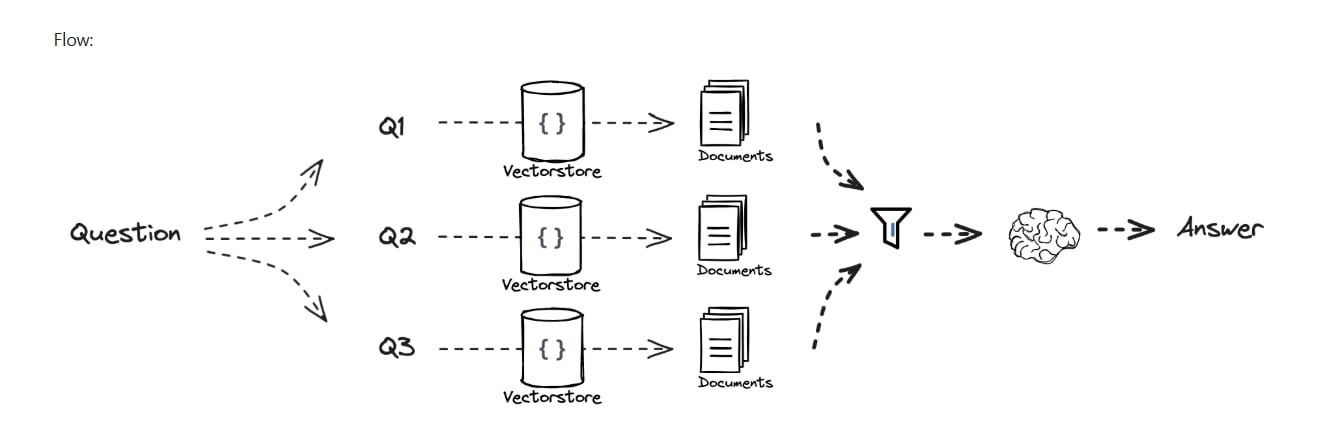 Flow:
Q1
{}
Vectorstore
Documents
Question
Q2
{}
Vectorstore
Documents
Answer
Q3
{}
Vectorstore
Documents